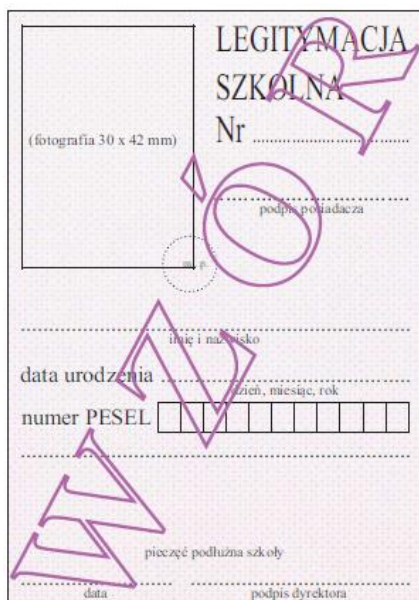 LEGITYMACJA
SZKOLNA
Nr
(fotografia 30 x 42 mm)
podpis posiadacza
m. p.
imię i nazwisko
data urodzenia
dzień, miesiąc, rok
numer PESEL
pieczęć podłużna szkoły
data podpis dyrektora
WZÓR